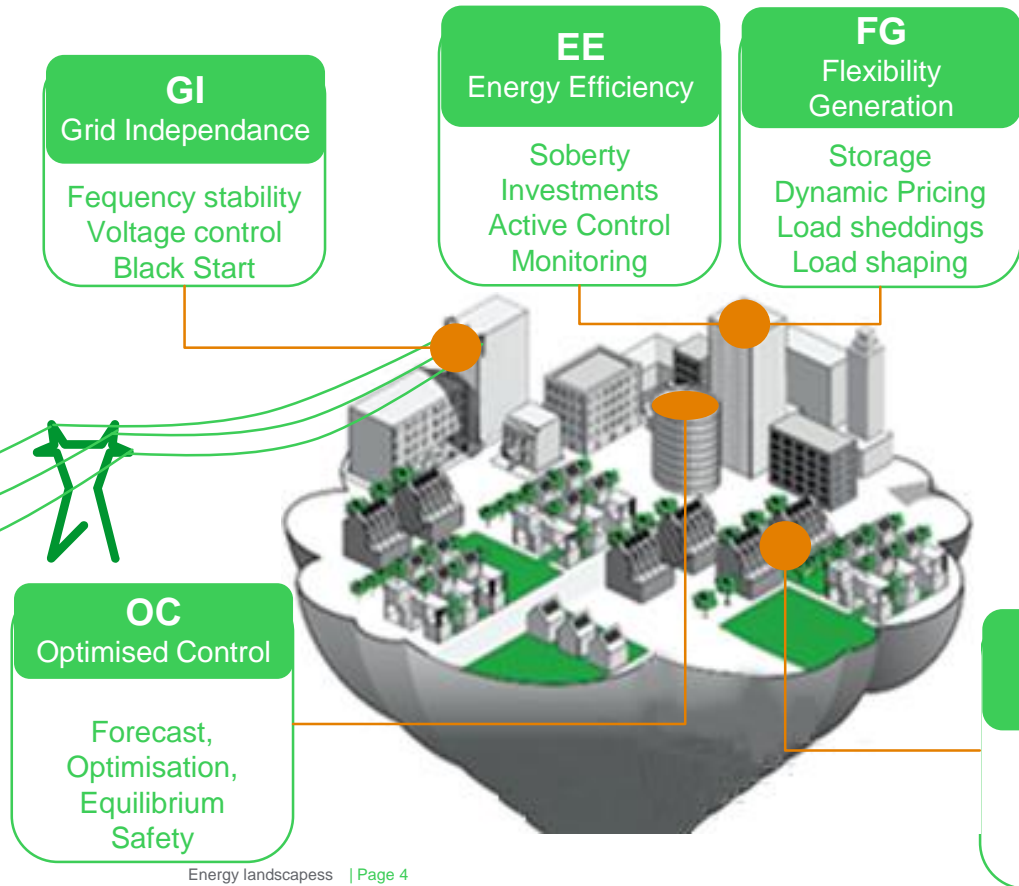 GI
Grid Independance
Fequency stability
Voltage control
Black Start
EE
Energy Efficiency
Soberty
Investments
Active Control
Monitoring
FG
Flexibility
Generation
Storage
Dynamic Pricing
Load sheddings
Load shaping
OC
Optimised Control
Forecast,
Optimisation,
Equilibrium
Safety
Energy landscapess | Page 4